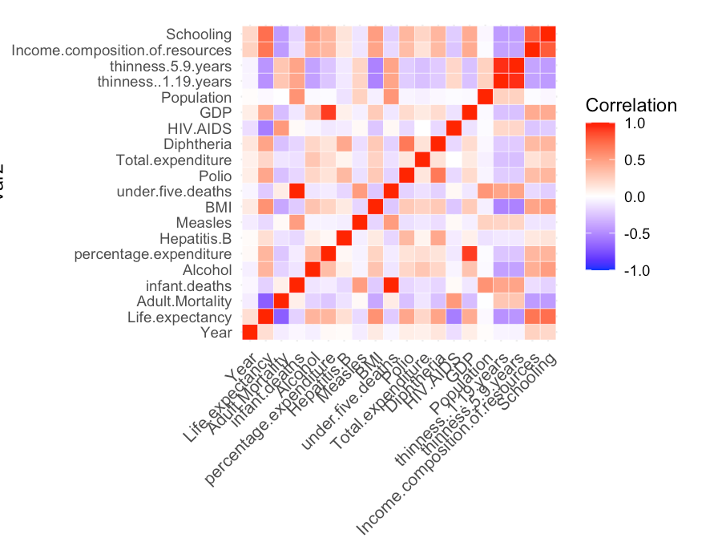 Schooling
Income.composition.of.resources
thinness.5.9.years
thinness..1.19.years
Population
GDP
HIV.AIDS
Diphtheria
Total.expenditure
Polio
under.five.deaths
BMI
Measles
Hepatitis.B
percentage.expenditure
Alcohol
infant.deaths
Adult.Mortality
Life.expectancy
Year
Year
Life.expectancy
Adult.Mortality
infant.deaths
Alcohol
percentage.expenditure
Hepatitis.B
Measles
BMI
under.five.deaths
Polio
Total.expenditure
Diphtheria
HIV.AIDS
GDP
Population
thinness..1.19.years
thinness.5.9.years
Income.composition.of.resources
Schooling
Correlation
1.0
0.5
0.0
-0.5
-1.0